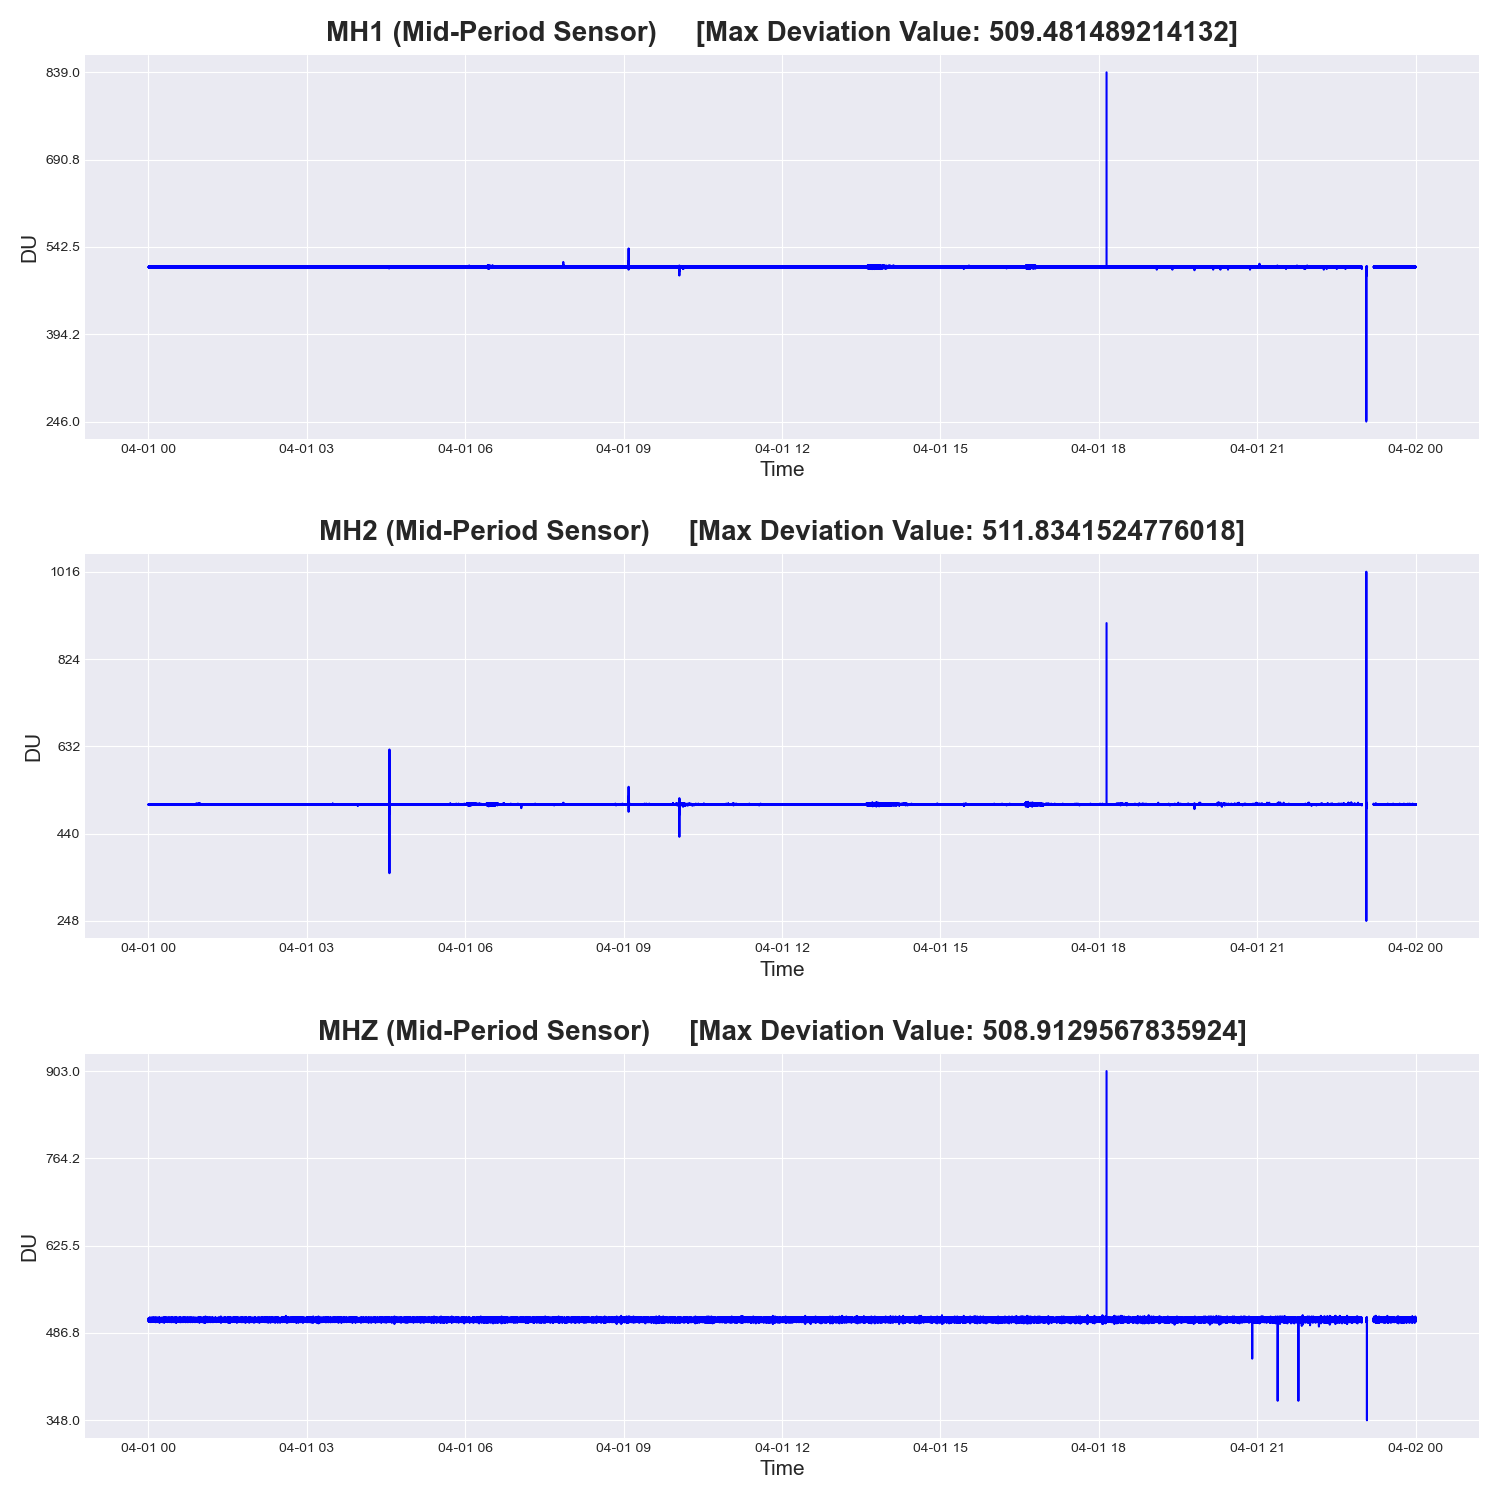 MH1 (Mid-Period Sensor) [Max Deviation Value: 509.481489214132]
839.0
690.8
542.5
394.2
246.0
DU
04-01 00 04-01 03 04-01 06 04-01 09 04-01 12 04-01 15 04-01 18 04-01 21 04-02 00
Time
MH2 (Mid-Period Sensor) [Max Deviation Value: 511.8341524776018]
1016
824
632
440
248
DU
04-01 00 04-01 03 04-01 06 04-01 09 04-01 12 04-01 15 04-01 18 04-01 21 04-02 00
Time
MHZ (Mid-Period Sensor) [Max Deviation Value: 508.9129567835924]
903.0
764.2
625.5
486.8
348.0
DU
04-01 00 04-01 03 04-01 06 04-01 09 04-01 12 04-01 15 04-01 18 04-01 21 04-02 00
Time